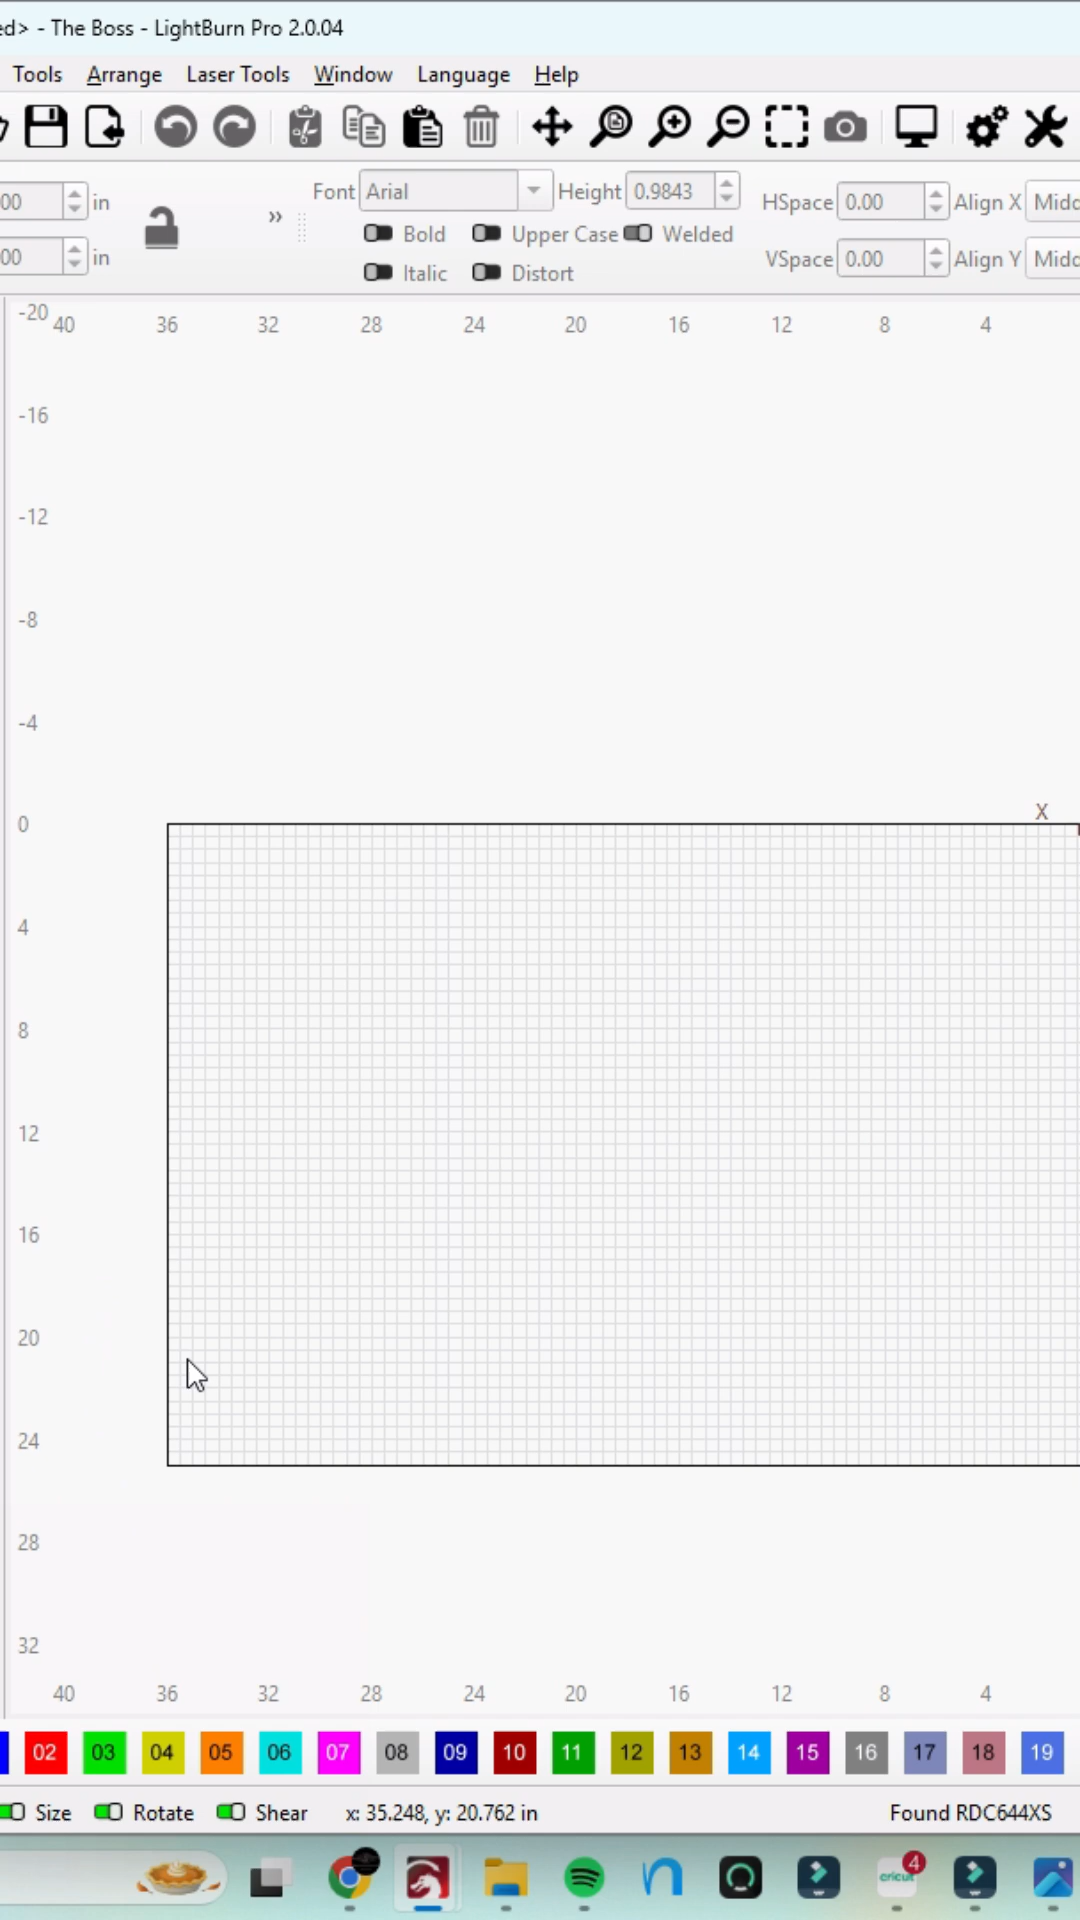 ed> - The Boss - LightBurn Pro 2.0.04
Tools Arrange Laser Tools Window Language Help
00 in Font Arial Height 0.9843 HSpace 0.00 Align X Midd
Bold Upper Case Welded
00 in VSpace 0.00 Align Y Midd
Italic Distort
-20 40 36 32 28 24 20 16 12 8 4
-16
-12
-8
-4
X
0
4
8
12
16
20
24
28
32
40 36 32 28 24 20 16 12 8 4
02 03 04 05 06 07 08 09 10 11 12 13 14 15 16 17 18 19
Size Rotate Shear x: 35.248, y: 20.762 in Found RDC644XS
cricut 4